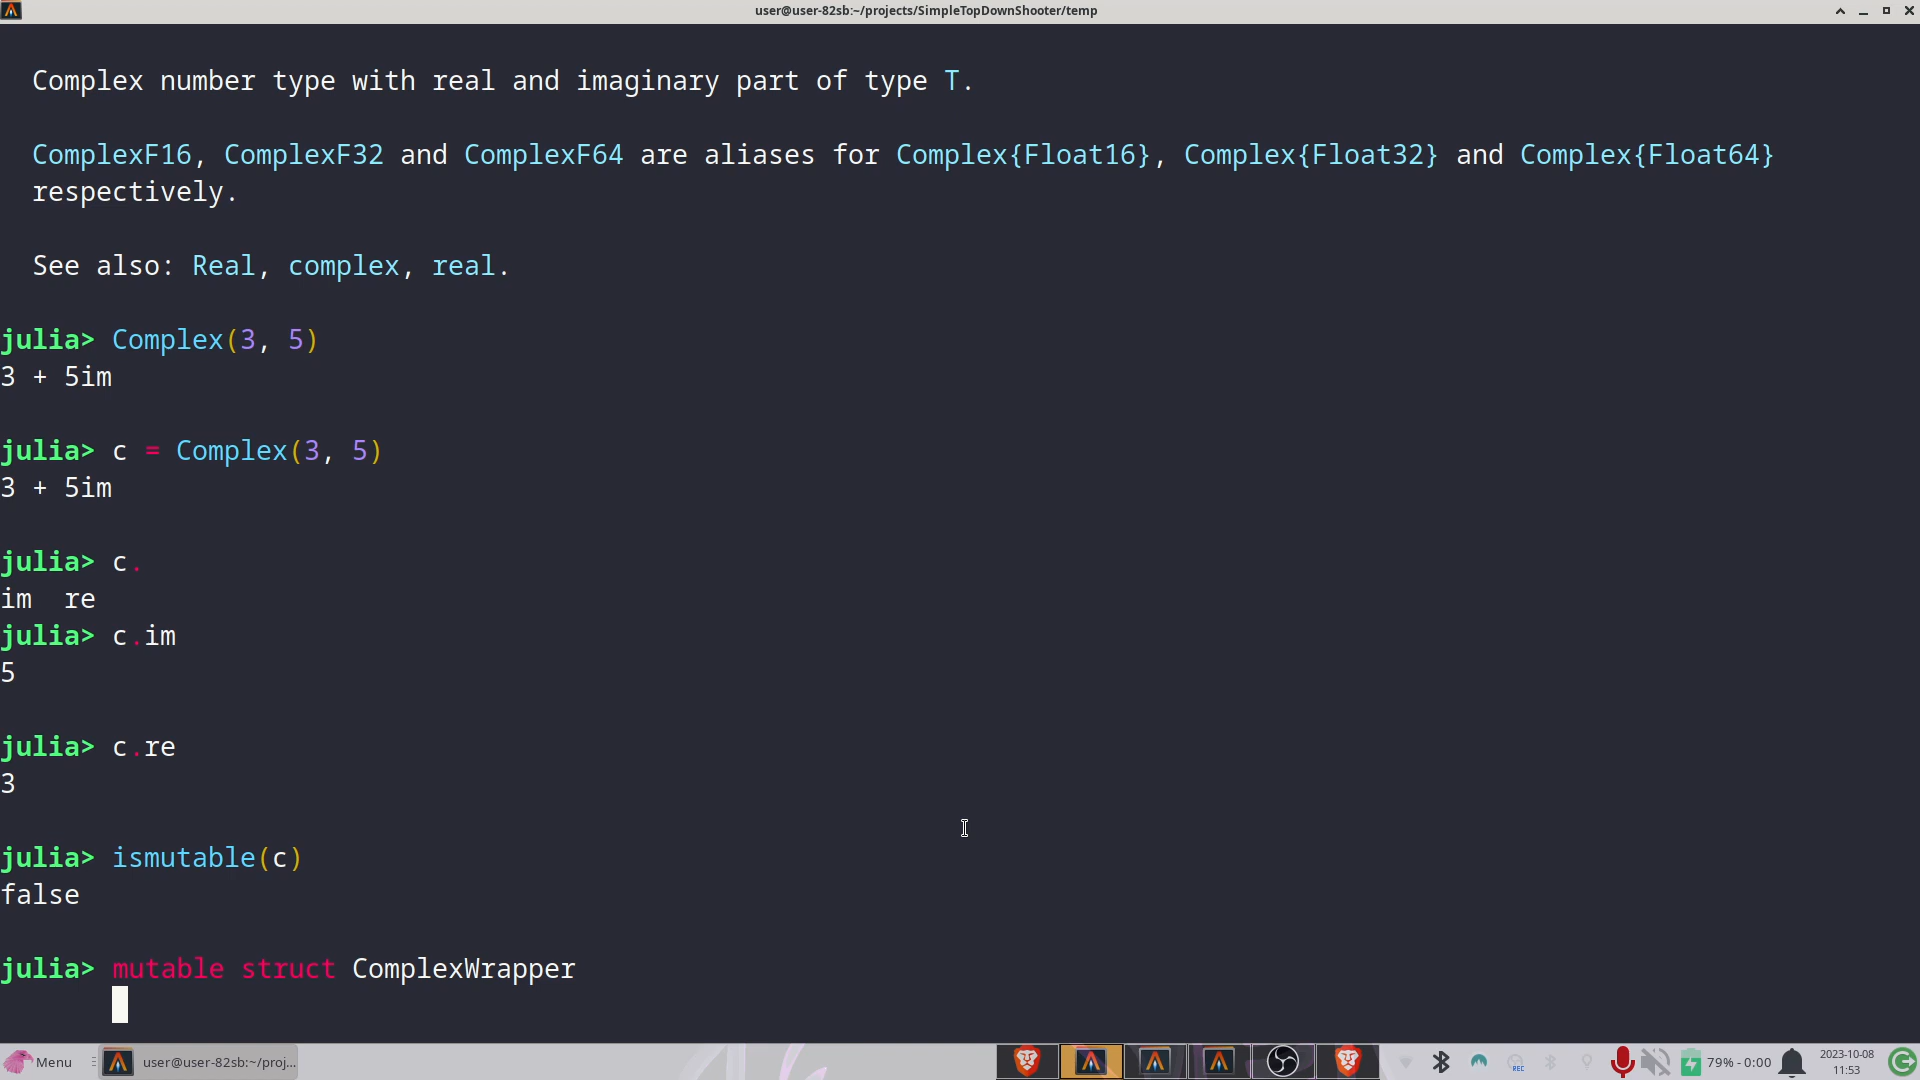 user@user-82sb:~/projects/SimpleTopDownShooter/temp
Complex number type with real and imaginary part of type T.
ComplexF16, ComplexF32 and ComplexF64 are aliases for Complex{Float16}, Complex{Float32} and Complex{Float64}
respectively.
See also: Real, complex, real.
julia> Complex(3, 5)
3 + 5im
julia> c = Complex(3, 5)
3 + 5im
julia> c.
im  re
julia> c.im
5
julia> c.re
3
julia> ismutable(c)
false
julia> mutable struct ComplexWrapper
Menu
user@user-82sb:~/proj...
REC
79% - 0:00
2023-10-08
11:53